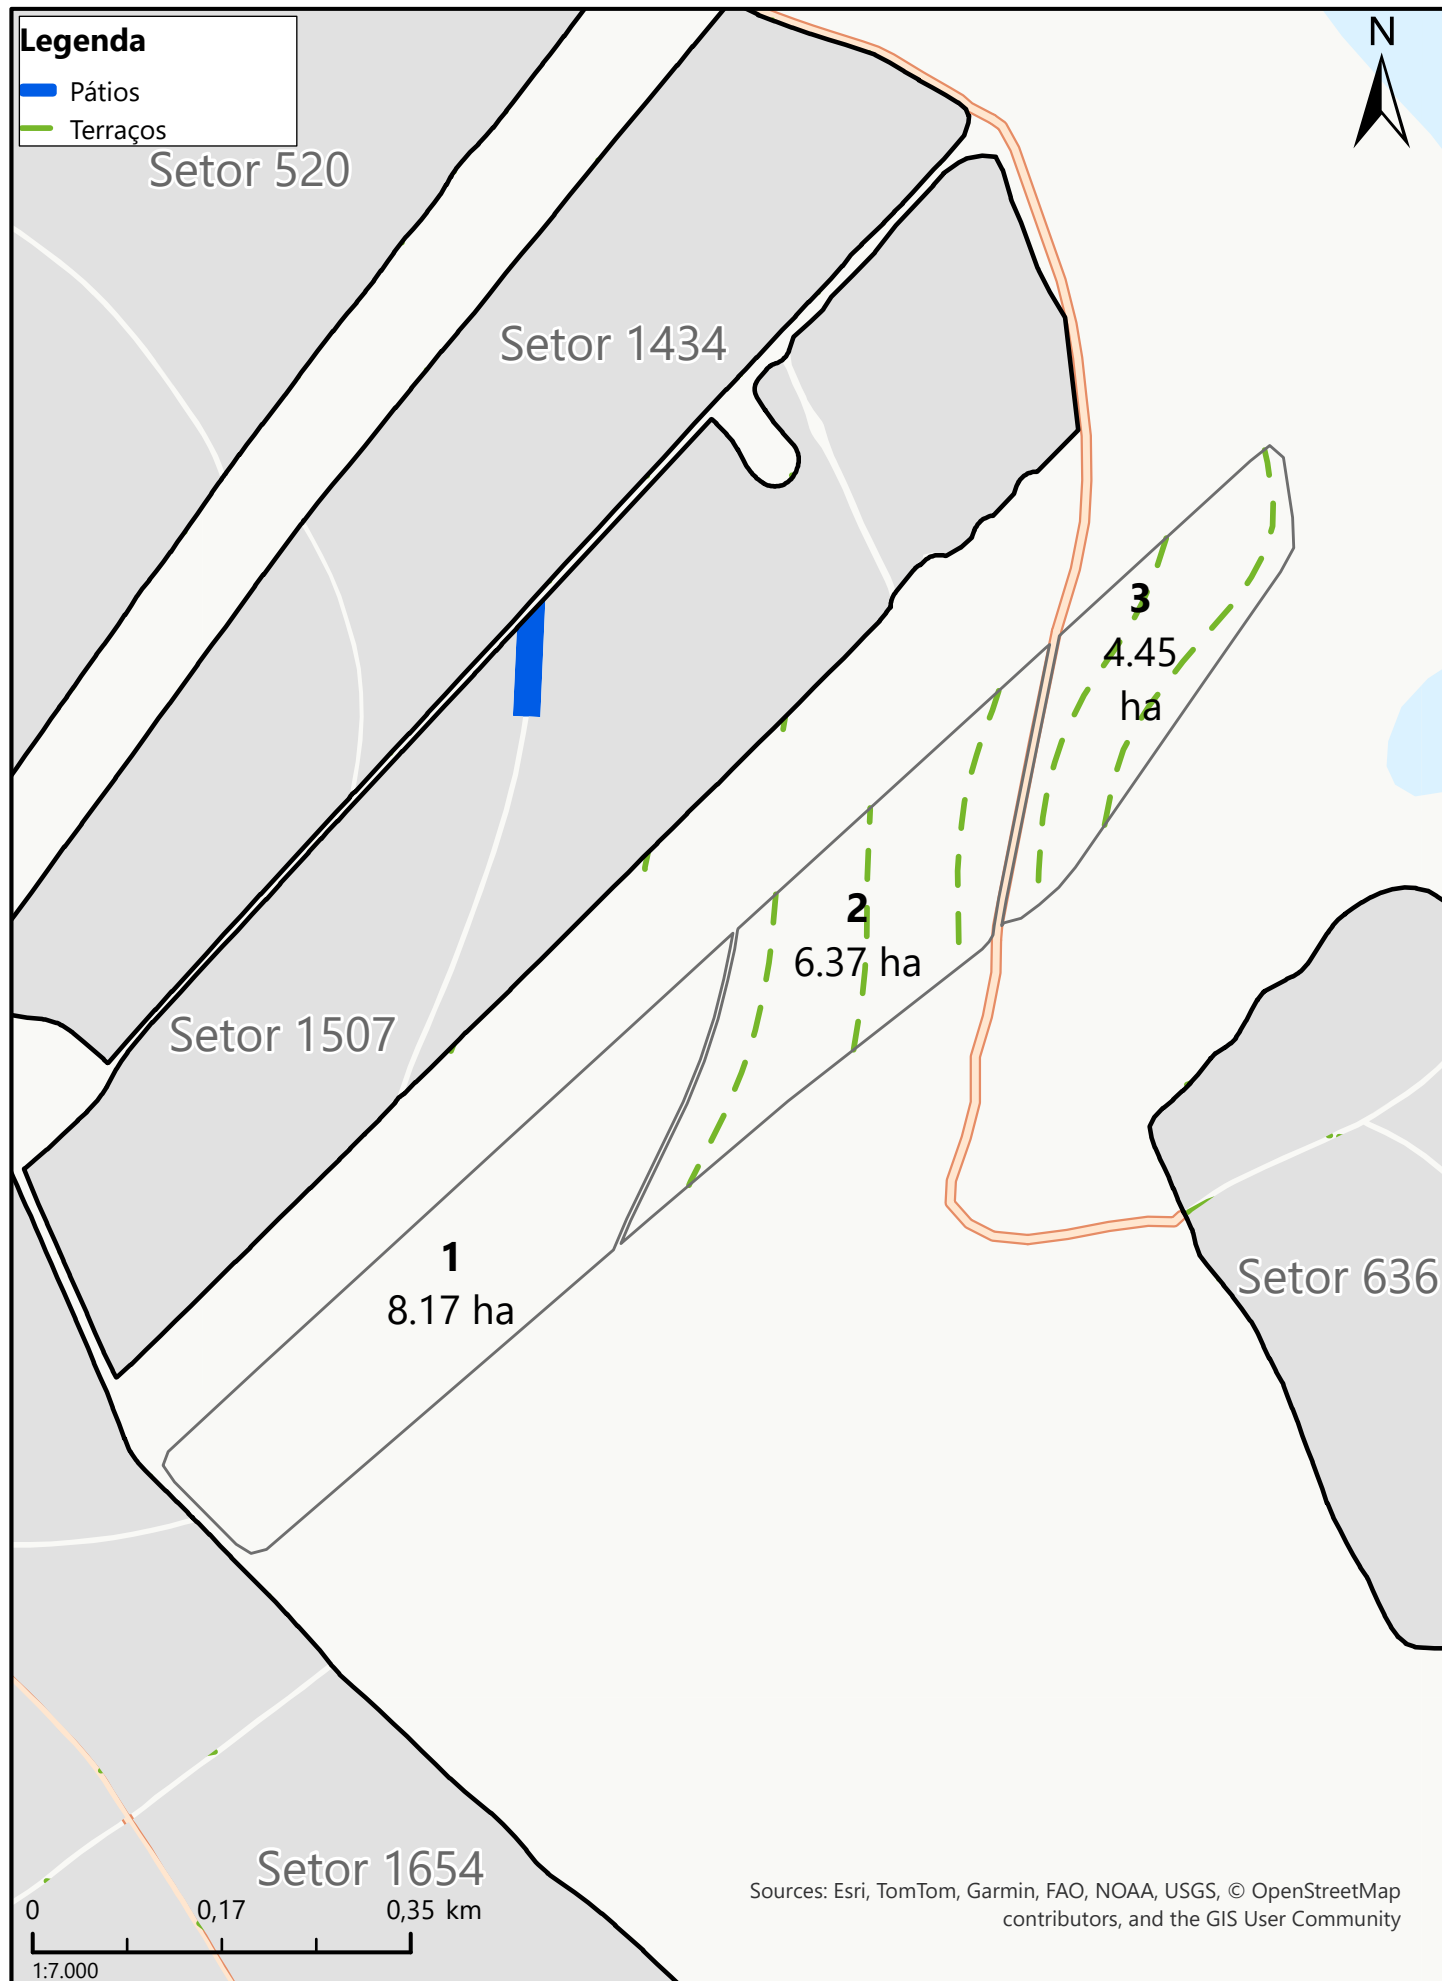 Legenda
Pátios
Terraços
N
Setor 520
Setor 1434
3
4.45
ha
2
6.37 ha
Setor 1507
1
8.17 ha
Setor 636
Setor 1654
0 0,17 0,35 km
1:7.000
Sources: Esri, TomTom, Garmin, FAO, NOAA, USGS, © OpenStreetMap
contributors, and the GIS User Community